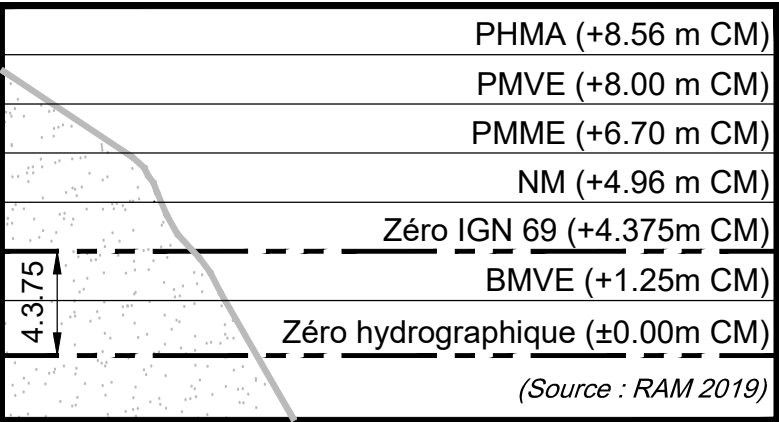 PHMA (+8.56 m CM)
PMVE (+8.00 m CM)
PMME (+6.70 m CM)
NM (+4.96 m CM)
Zéro IGN 69 (+4.375m CM)
4.3.75
BMVE (+1.25m CM)
Zéro hydrographique (±0.00m CM)
(Source : RAM 2019)